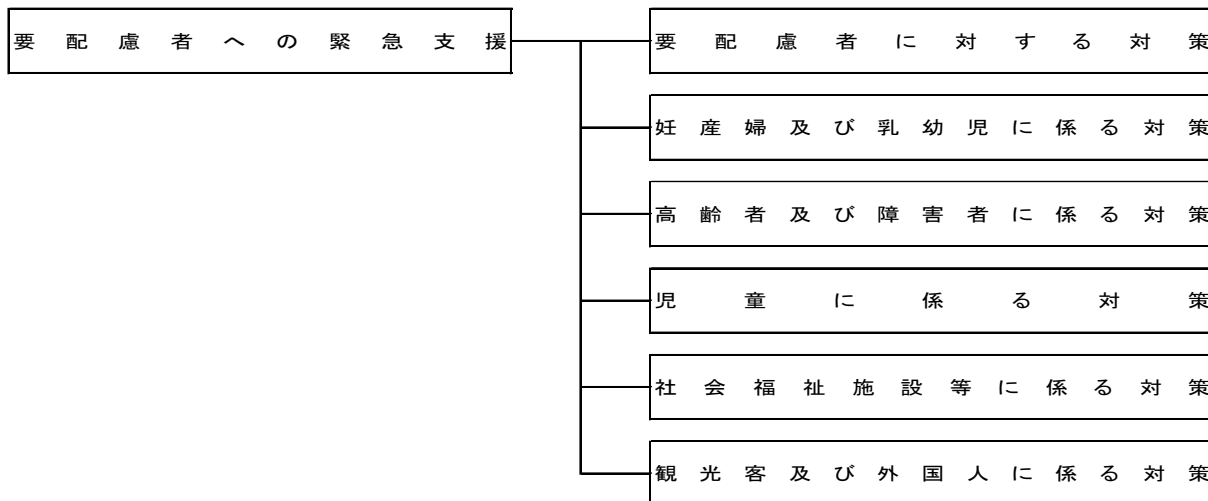 要配慮者への緊急支援
要配慮者に対する対策
妊産婦及び乳幼児に係る対策
高齢者及び障害者に係る対策
児童に係る対策
社会福祉施設等に係る対策
観光客及び外国人に係る対策